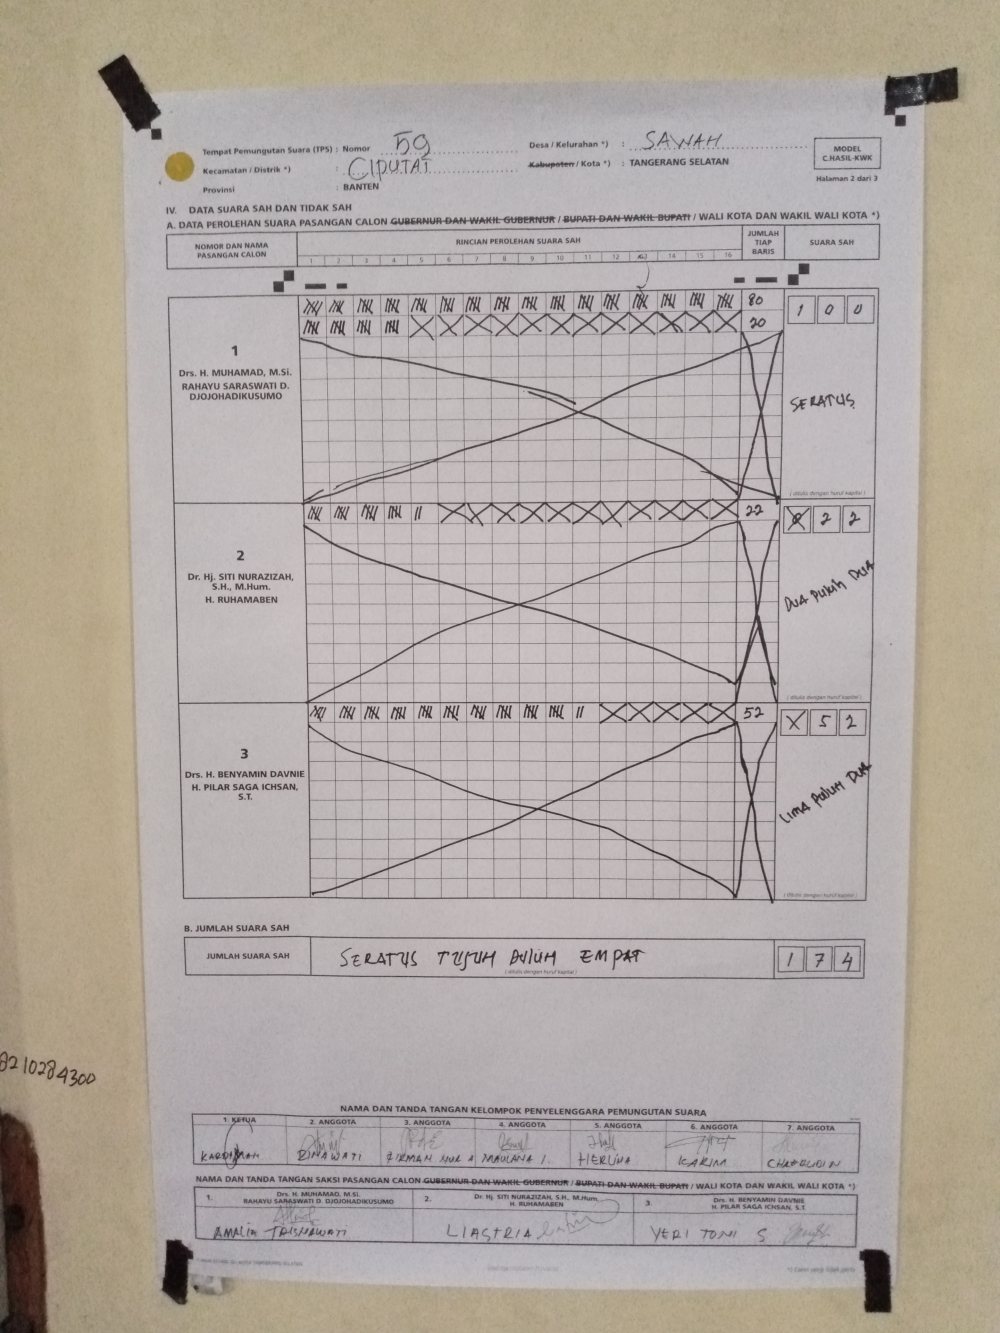 Tempat Pemungutan Suara (TPS) : Nomor 59
Desa / Kelurahan *) : SAWAH
Kecamatan / Distrik *) : CIPUTAT
Kabupaten / Kota *) : TANGERANG SELATAN
Provinsi : BANTEN
MODEL
C.HASIL-KWK
Halaman 2 dari 3
IV. DATA SUARA SAH DAN TIDAK SAH
A. DATA PEROLEHAN SUARA PASANGAN CALON GUBERNUR DAN WAKIL GUBERNUR / BUPATI DAN WAKIL BUPATI / WALI KOTA DAN WAKIL WALI KOTA *)
NOMOR DAN NAMA
PASANGAN CALON
RINCIAN PEROLEHAN SUARA SAH
JUMLAH
TIAP
BARIS
SUARA SAH
1 2 3 4 5 6 7 8 9 10 11 12 13 14 15 16
80
1 0 0
20
1
Drs. H. MUHAMAD, M.Si.
RAHAYU SARASWATI D.
DJOJOHADIKUSUMO
SERATUS
( ditulis dengan huruf kapital )
22
2 2
2
Dr. Hj. SITI NURAZIZAH,
S.H., M.Hum.
H. RUHAMABEN
DUA PULUH DUA
( ditulis dengan huruf kapital )
52
X 5 2
3
Drs. H. BENYAMIN DAVNIE
H. PILAR SAGA ICHSAN,
S.T.
LIMA PULUH DUA
( ditulis dengan huruf kapital )
B. JUMLAH SUARA SAH
JUMLAH SUARA SAH
SERATUS TUJUH PULUH EMPAT
( ditulis dengan huruf kapital )
1 7 4
8210284300
NAMA DAN TANDA TANGAN KELOMPOK PENYELENGGARA PEMUNGUTAN SUARA
1. KETUA 2. ANGGOTA 3. ANGGOTA 4. ANGGOTA 5. ANGGOTA 6. ANGGOTA 7. ANGGOTA
RINAWATI FIRMAN NUR A MAULANA I. HERLINA KARIM
NAMA DAN TANDA TANGAN SAKSI PASANGAN CALON GUBERNUR DAN WAKIL GUBERNUR / BUPATI DAN WAKIL BUPATI / WALI KOTA DAN WAKIL WALI KOTA *)
1. Drs. H. MUHAMAD, M.SI.
RAHAYU SARASWATI D. DJOJOHADIKUSUMO
2. Dr. Hj. SITI NURAZIZAH, S.H., M.Hum.
H. RUHAMABEN
3. Drs. H. BENYAMIN DAVNIE
H. PILAR SAGA ICHSAN, S.T.
AMALIA TRISNAWATI
LIASTRIA
YERI TONI S
*) Coret yang tidak perlu